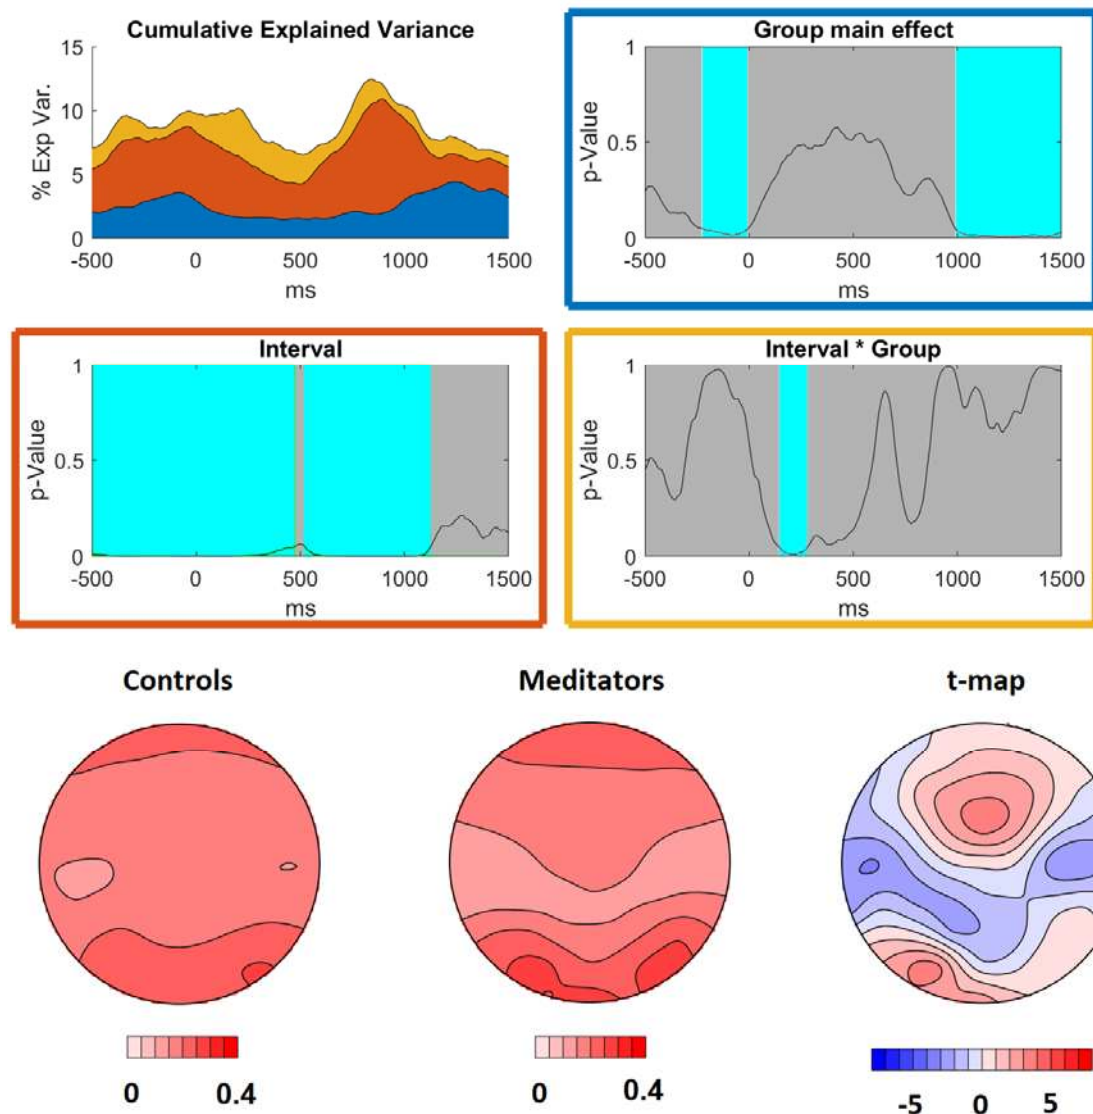 Cumulative Explained Variance
15
10
5
0
% Exp Var.
-500 0 500 1000 1500
ms
Group main effect
1
0.5
0
p-Value
-500 0 500 1000 1500
ms
Interval
1
0.5
0
p-Value
-500 0 500 1000 1500
ms
Interval * Group
1
0.5
0
p-Value
-500 0 500 1000 1500
ms
Controls
Meditators
t-map
0 0.4
0 0.4
-5 0 5